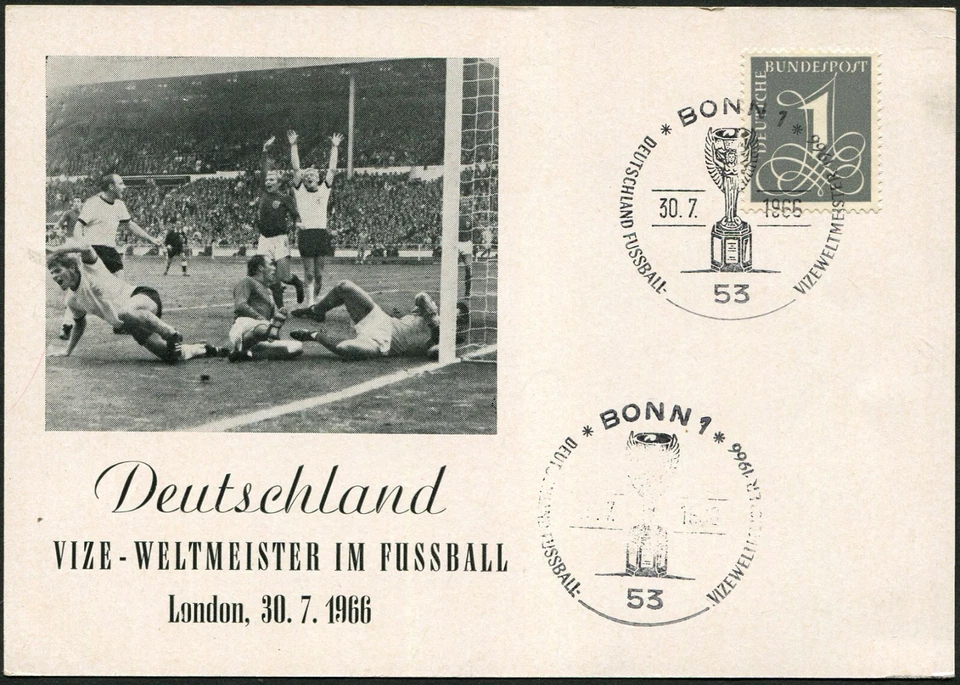 DEUTSCHE BUNDESPOST
1
* BONN 1 *
DEUTSCHLAND FUSSBALL-VIZEWELTMEISTER 1966
30.7. 1966
53
Deutschland
VIZE-WELTMEISTER IM FUSSBALL
London, 30. 7. 1966
* BONN 1 *
FUSSBALL- 1966
53